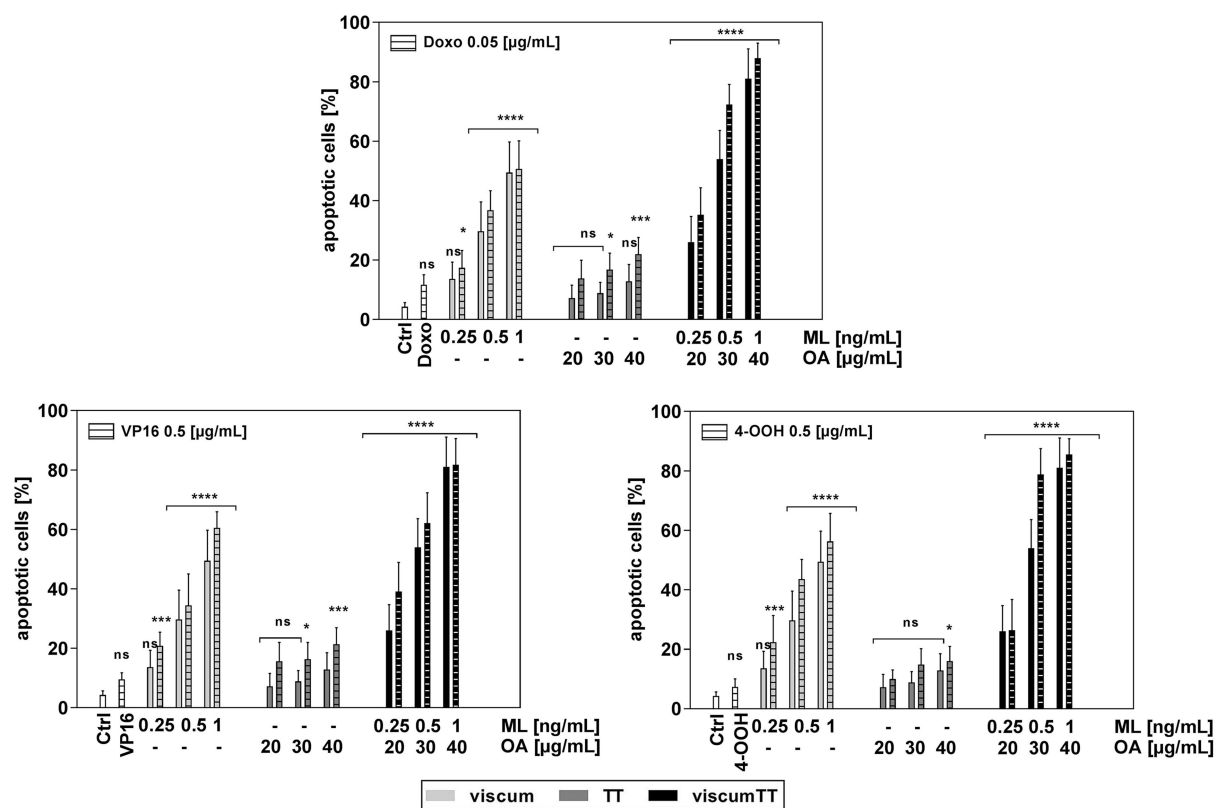 Doxo 0.05 [µg/mL]
apoptotic cells [%]
100
80
60
40
20
0
ns
ns
*
****
ns
*
ns
***
****
Ctrl
Doxo
0.25 0.5 1 - - - 0.25 0.5 1 ML [ng/mL]
- - - 20 30 40 20 30 40 OA [µg/mL]
VP16 0.5 [µg/mL]
apoptotic cells [%]
100
80
60
40
20
0
ns
ns
***
****
ns
*
***
****
Ctrl
VP16
0.25 0.5 1 - - - 0.25 0.5 1 ML [ng/mL]
- - - 20 30 40 20 30 40 OA [µg/mL]
4-OOH 0.5 [µg/mL]
apoptotic cells [%]
100
80
60
40
20
0
ns
ns
***
****
ns
*
****
Ctrl
4-OOH
0.25 0.5 1 - - - 0.25 0.5 1 ML [ng/mL]
- - - 20 30 40 20 30 40 OA [µg/mL]
viscum TT viscumTT